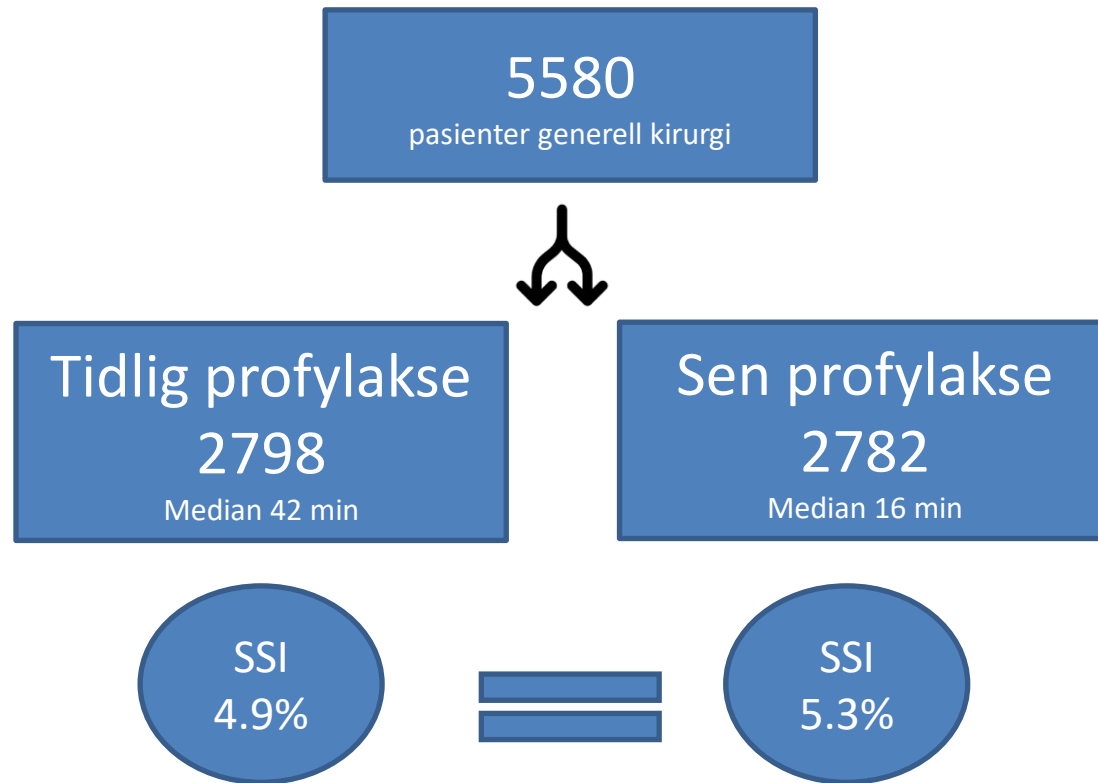 5580
pasienter generell kirurgi
Tidlig profylakse
2798
Median 42 min
Sen profylakse
2782
Median 16 min
SSI
4.9%
SSI
5.3%